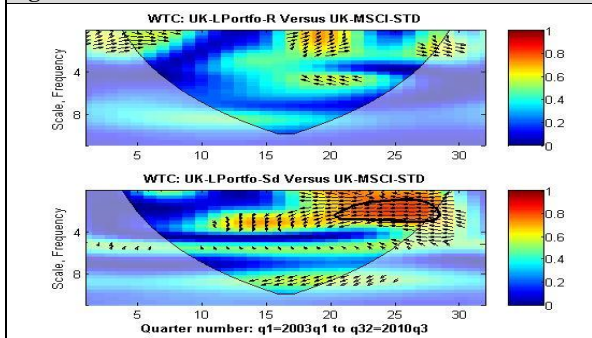 WTC: UK-LPortfo-R Versus UK-MSCI-STD
Scale, Frequency
4
8
5 10 15 20 25 30
1
0.8
0.6
0.4
0.2
0
WTC: UK-LPortfo-Sd Versus UK-MSCI-STD
Scale, Frequency
4
8
5 10 15 20 25 30
1
0.8
0.6
0.4
0.2
0
Quarter number: q1=2003q1 to q32=2010q3